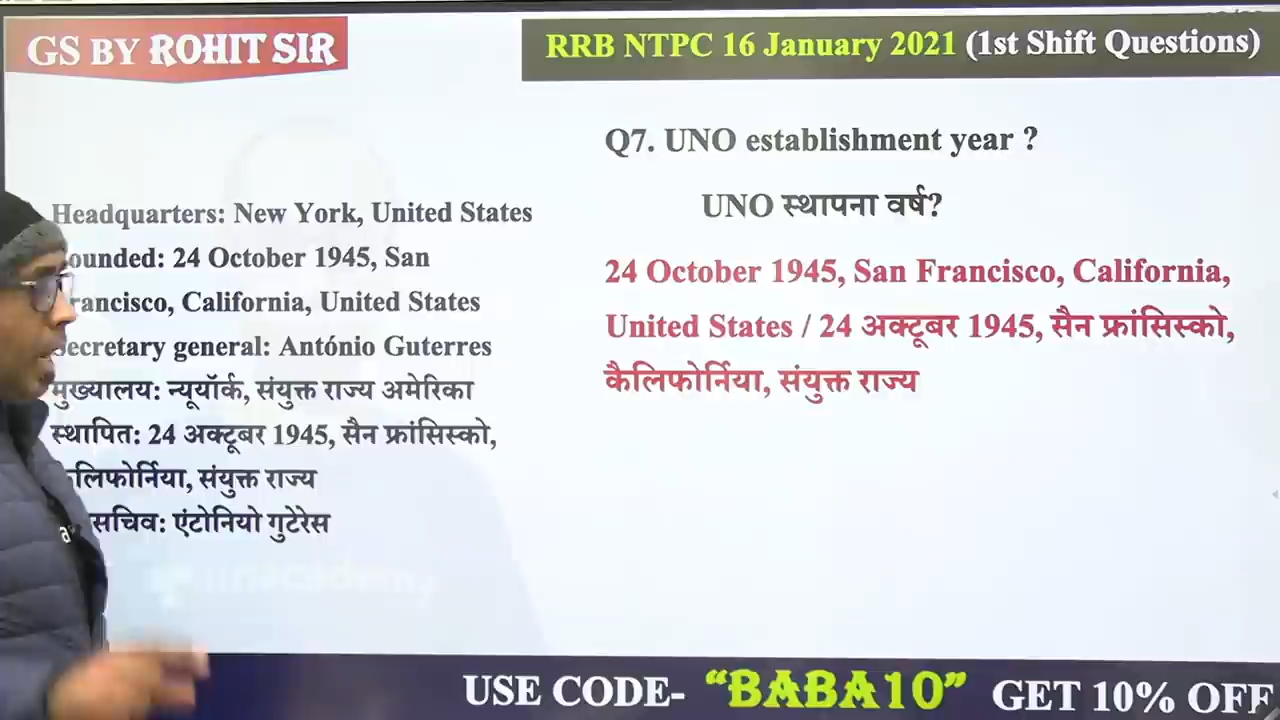 GS BY ROHIT SIR
RRB NTPC 16 January 2021 (1st Shift Questions)
Q7. UNO establishment year ?
UNO स्थापना वर्ष?
24 October 1945, San Francisco, California,
United States / 24 अक्टूबर 1945, सैन फ्रांसिस्को,
कैलिफोर्निया, संयुक्त राज्य
Headquarters: New York, United States
ounded: 24 October 1945, San
rancisco, California, United States
ecretary general: António Guterres
मुख्यालय: न्यूयॉर्क, संयुक्त राज्य अमेरिका
स्थापित: 24 अक्टूबर 1945, सैन फ्रांसिस्को,
लिफोर्निया, संयुक्त राज्य
सचिव: एंटोनियो गुटेरेस
unacademy
USE CODE- “BABA10” GET 10% OFF